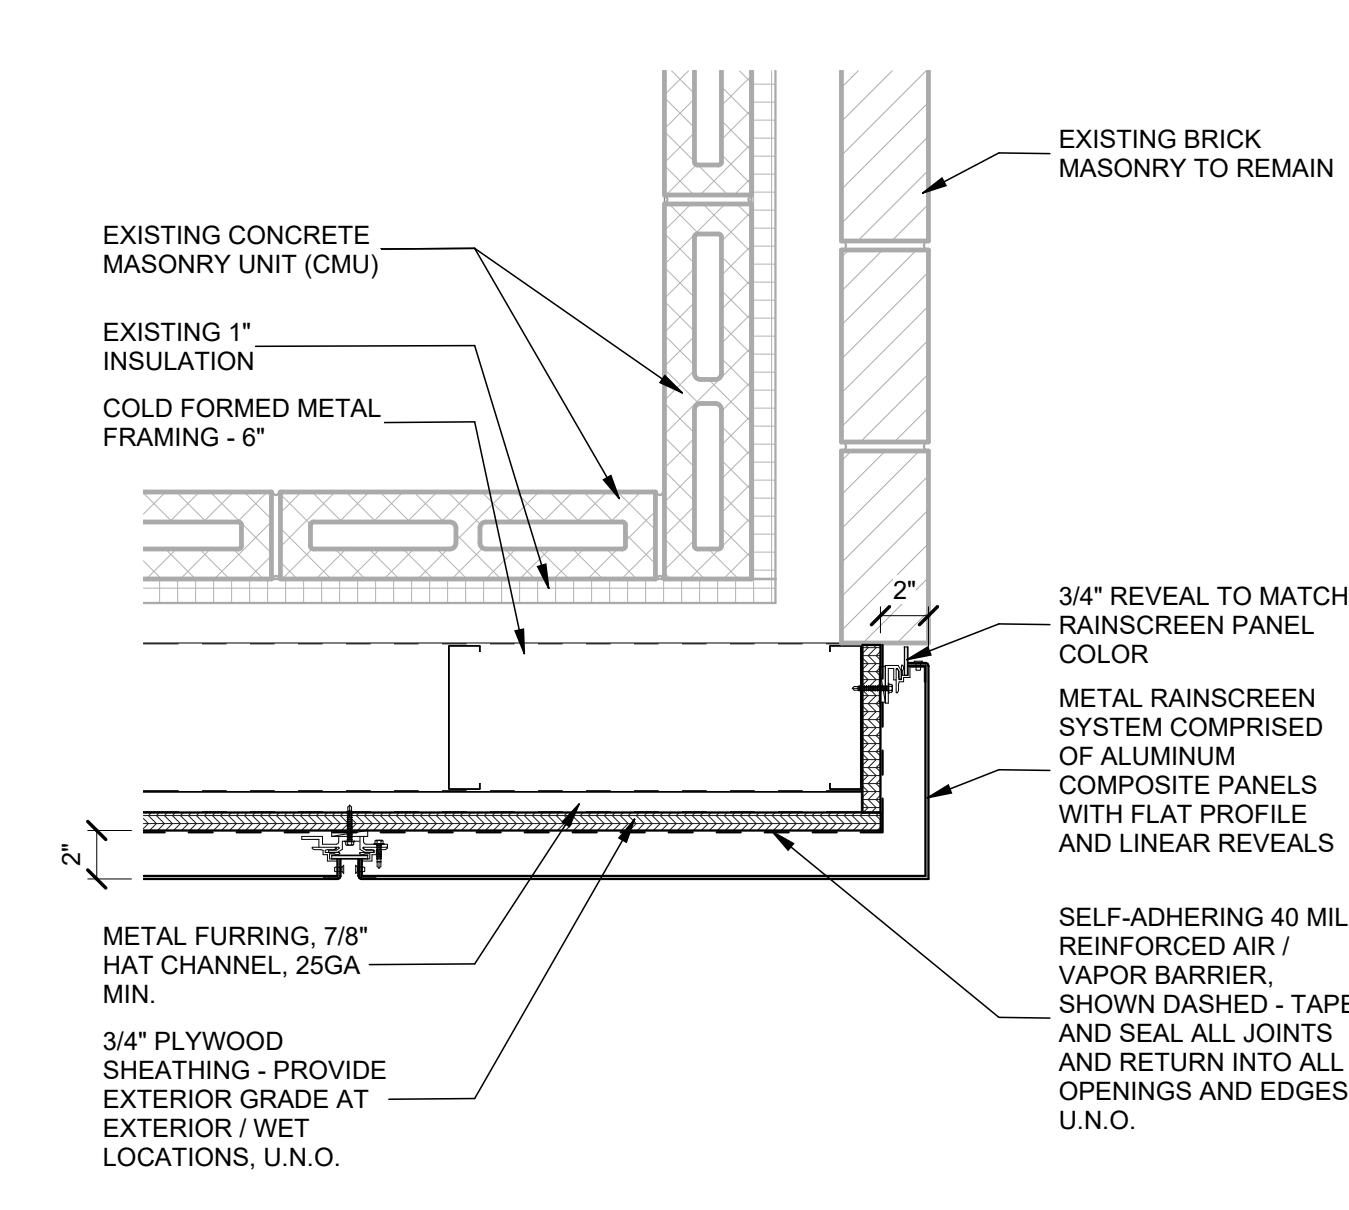 EXISTING BRICK
MASONRY TO REMAIN
EXISTING CONCRETE
MASONRY UNIT (CMU)
EXISTING 1"
INSULATION
COLD FORMED METAL
FRAMING - 6"
2"
3/4" REVEAL TO MATCH
RAINSCREEN PANEL
COLOR
METAL RAINSCREEN
SYSTEM COMPRISED
OF ALUMINUM
COMPOSITE PANELS
WITH FLAT PROFILE
AND LINEAR REVEALS
2"
METAL FURRING, 7/8"
HAT CHANNEL, 25GA
MIN.
3/4" PLYWOOD
SHEATHING - PROVIDE
EXTERIOR GRADE AT
EXTERIOR / WET
LOCATIONS, U.N.O.
SELF-ADHERING 40 MIL
REINFORCED AIR /
VAPOR BARRIER,
SHOWN DASHED - TAPE
AND SEAL ALL JOINTS
AND RETURN INTO ALL
OPENINGS AND EDGES
U.N.O.